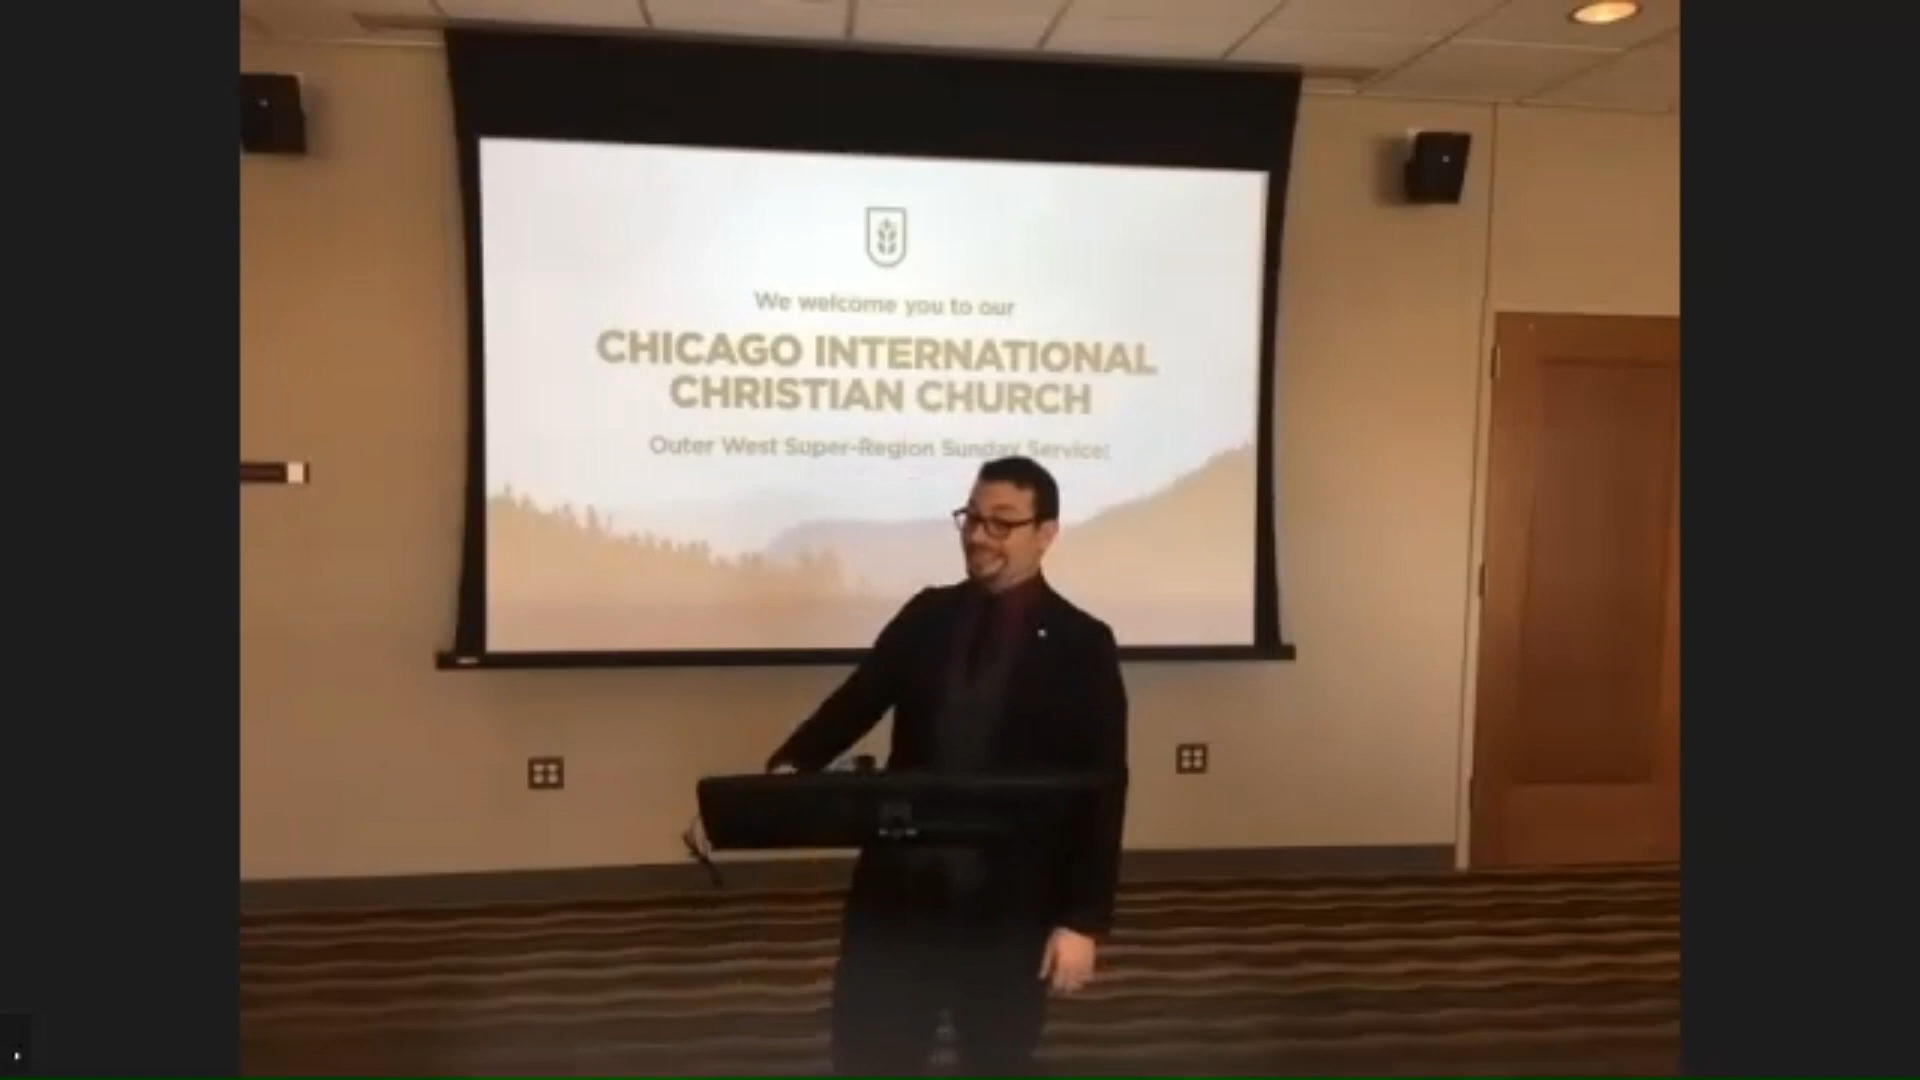 We welcome you to our
CHICAGO INTERNATIONAL
CHRISTIAN CHURCH
Outer West Super-Region Sunday Service!